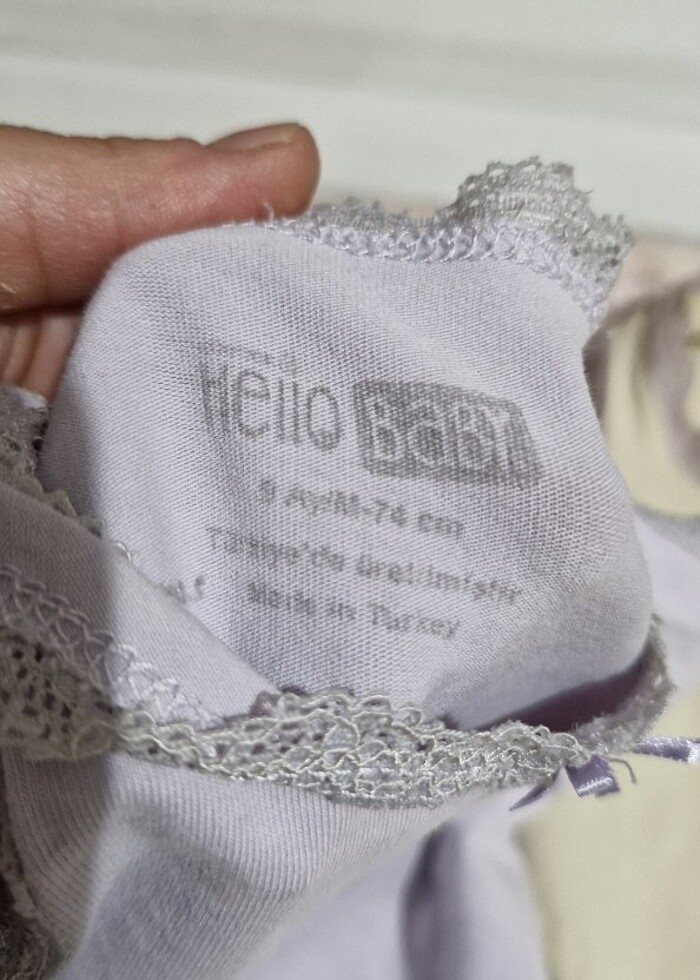 Hello BABY
9 Ay/M-74 cm
Türkiye'de üretilmiştir
Made in Turkey